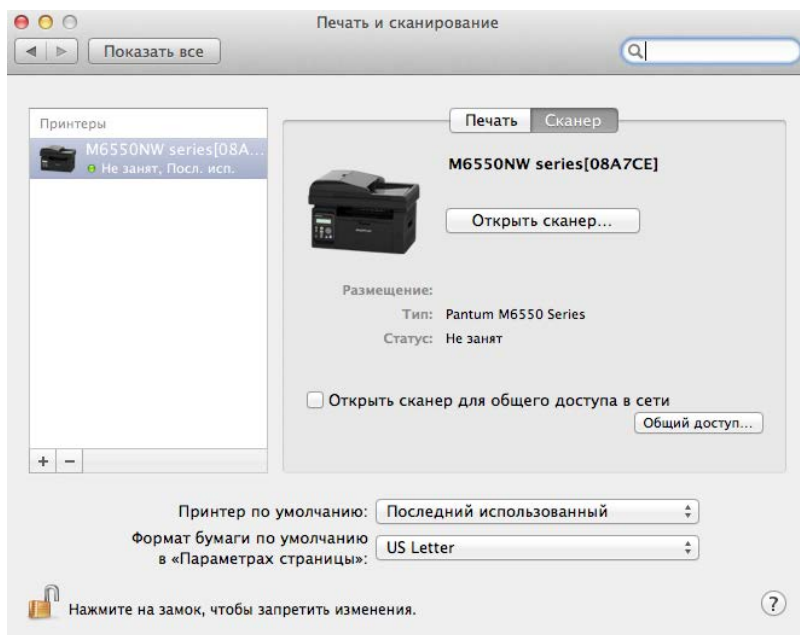 Печать и сканирование
Показать все
Принтеры
M6550NW series[08A...
Не занят, Посл. исп.
Печать
Сканер
M6550NW series[08A7CE]
Открыть сканер...
Размещение:
Тип: Pantum M6550 Series
Статус: Не занят
Открыть сканер для общего доступа в сети
Общий доступ...
+ −
Принтер по умолчанию: Последний использованный
Формат бумаги по умолчанию
в «Параметрах страницы»: US Letter
Нажмите на замок, чтобы запретить изменения.
?